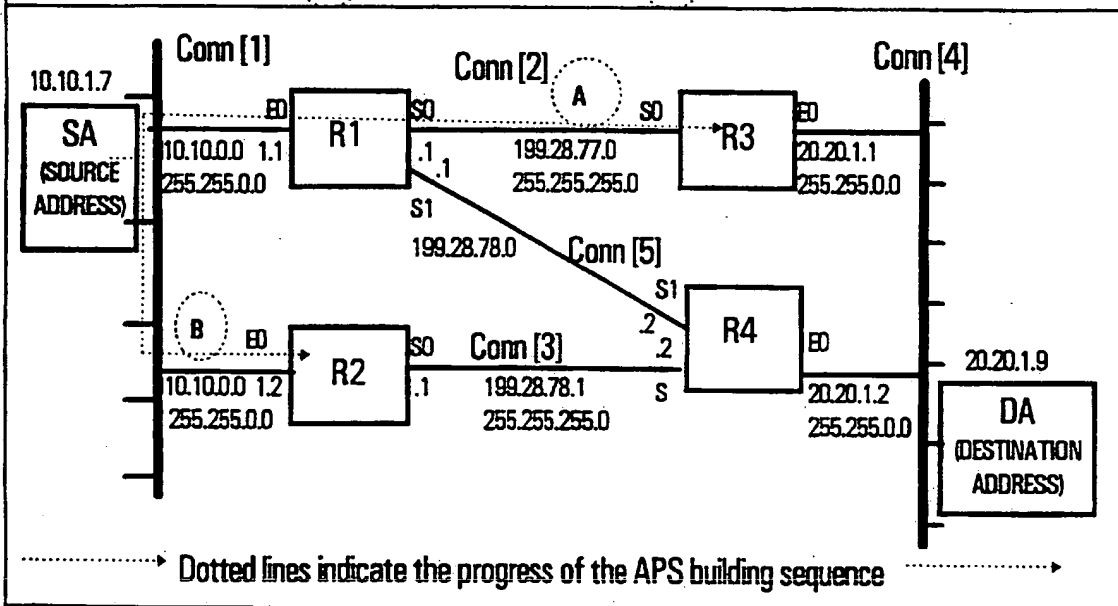 Conn [1]
Conn [2]
A
Conn [4]
10.10.1.7
SA
(SOURCE
ADDRESS)
E0
R1
S0
S0
R3
E0
10.10.0.0 1.1
255.255.0.0
.1
.1
S1
199.28.77.0
255.255.255.0
20.20.1.1
255.255.0.0
199.28.78.0
Conn [5]
S1
.2
.2
S
R4
E0
B
E0
R2
S0
.1
Conn [3]
10.10.0.0 1.2
255.255.0.0
199.28.78.1
255.255.255.0
20.20.1.2
255.255.0.0
20.20.1.9
DA
(DESTINATION
ADDRESS)
Dotted lines indicate the progress of the APS building sequence